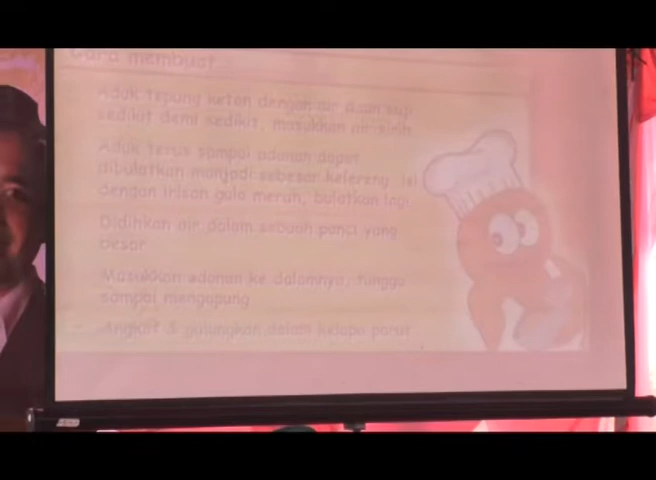 Cara membuat
Aduk tepung ketan dengan air daun suji
sedikit demi sedikit, masukkan air sirih
Aduk terus sampai adonan dapat
dibulatkan menjadi sebesar kelereng, isi
dengan irisan gula merah, bulatkan lagi
Didihkan air dalam sebuah panci yang
besar
Masukkan adonan ke dalamnya, tunggu
sampai mengapung
Angkat & gulungkan dalam kelapa parut